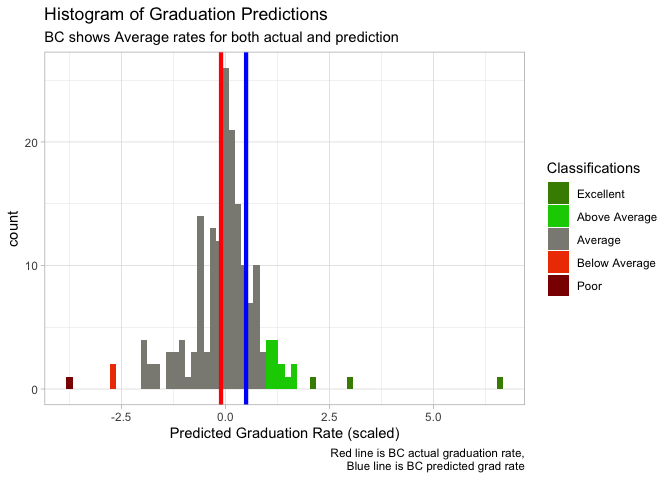 Histogram of Graduation Predictions
BC shows Average rates for both actual and prediction
count
20
10
0
-2.5
0.0
2.5
5.0
Predicted Graduation Rate (scaled)
Classifications
Excellent
Above Average
Average
Below Average
Poor
Red line is BC actual graduation rate,
Blue line is BC predicted grad rate